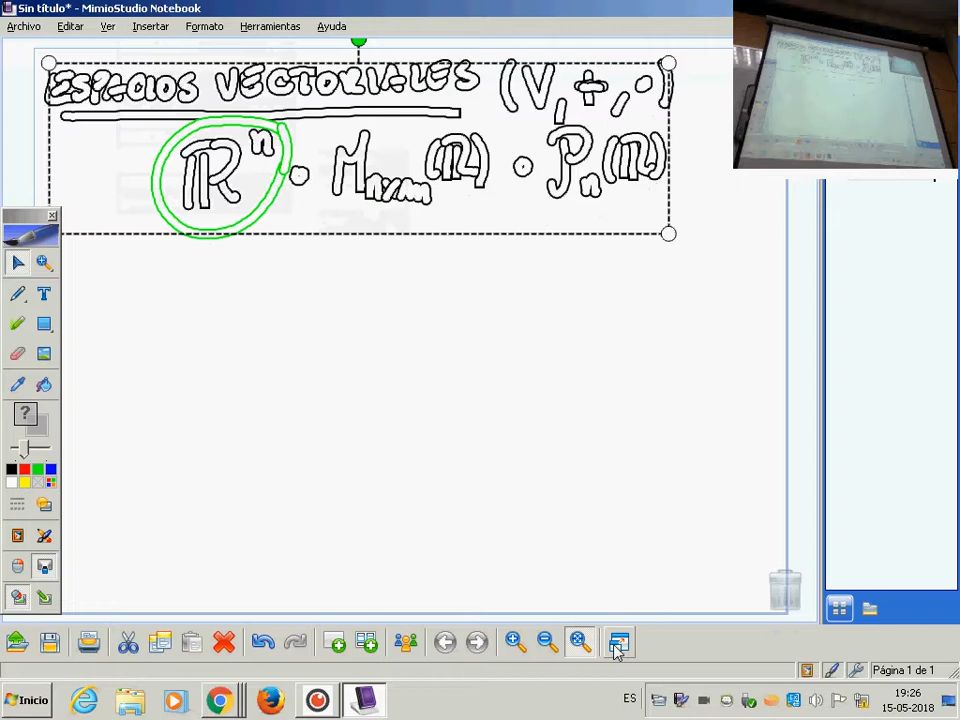 Sin título* - MimioStudio Notebook
Archivo Editar Ver Insertar Formato Herramientas Ayuda
ESPACIOS VECTORIALES (V, +, ·)
ℝⁿ · Mₙₓₘ(ℝ) · Pₙ(ℝ)
?
Página 1 de 1
Inicio
ES
19:26
15-05-2018